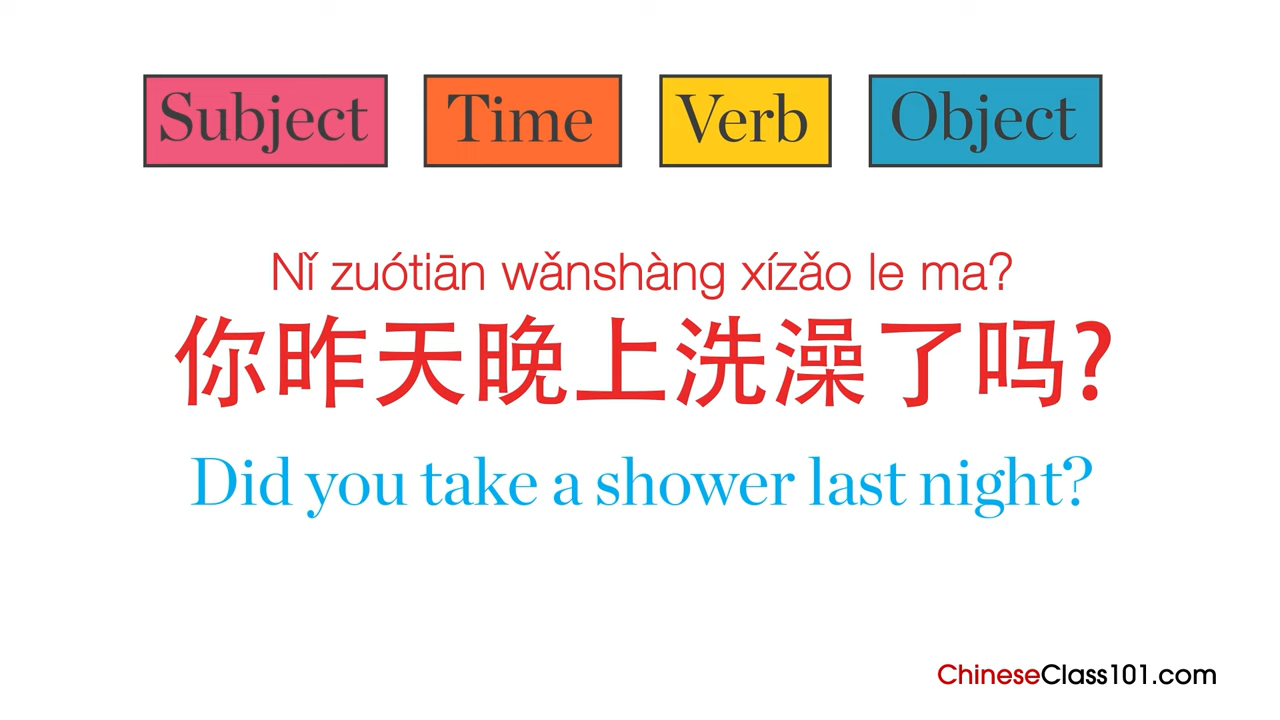 Subject Time Verb Object
Nǐ zuótiān wǎnshàng xízǎo le ma?
你昨天晚上洗澡了吗?
Did you take a shower last night?
ChineseClass101.com